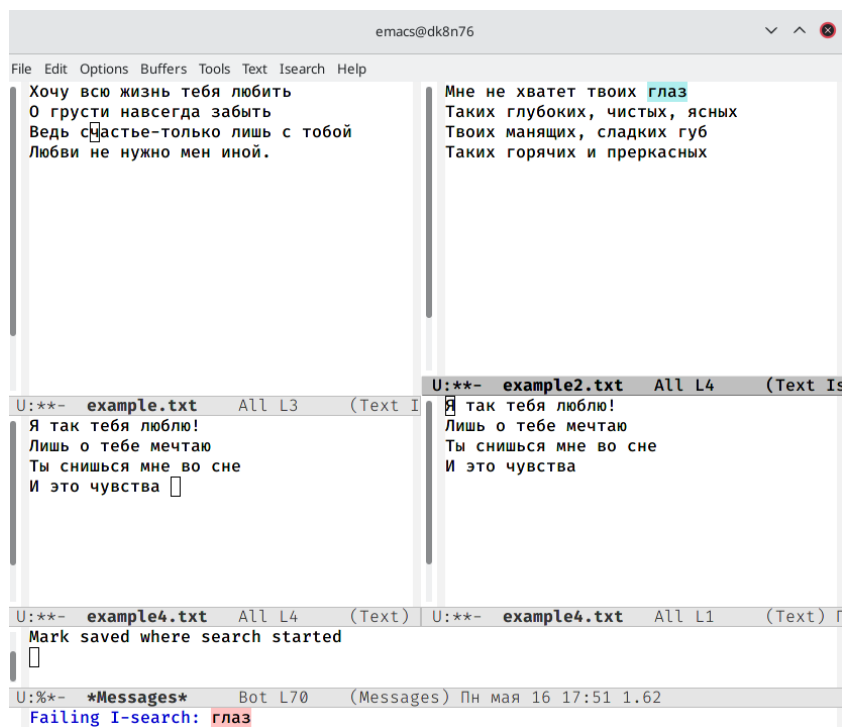 emacs@dk8n76
File Edit Options Buffers Tools Text Isearch Help
Хочу всю жизнь тебя любить
О грусти навсегда забыть
Ведь счастье-только лишь с тобой
Любви не нужно мен иной.
U:**- example.txt All L3 (Text I
Мне не хватет твоих глаз
Таких глубоких, чистых, ясных
Твоих манящих, сладких губ
Таких горячих и преркасных
U:**- example2.txt All L4 (Text Is
Я так тебя люблю!
Лишь о тебе мечтаю
Ты снишься мне во сне
И это чувства
U:**- example4.txt All L4 (Text)
Я так тебя люблю!
Лишь о тебе мечтаю
Ты снишься мне во сне
И это чувства
U:**- example4.txt All L1 (Text)
Mark saved where search started
U:%*- *Messages* Bot L70 (Messages) Пн мая 16 17:51 1.62
Failing I-search: глаз